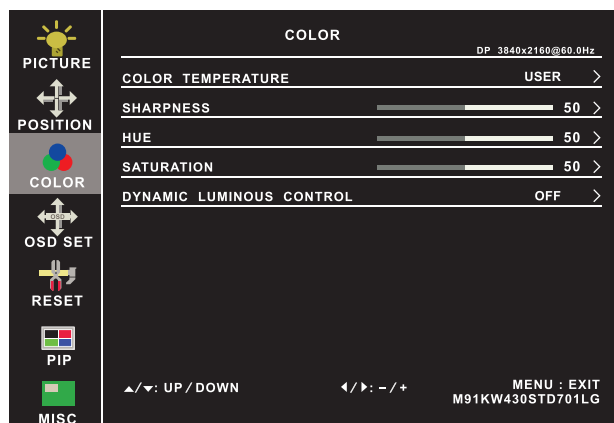 PICTURE
POSITION
COLOR
OSD
OSD SET
RESET
PIP
MISC
COLOR
DP 3840x2160@60.0Hz
COLOR TEMPERATURE USER >
SHARPNESS 50 >
HUE 50 >
SATURATION 50 >
DYNAMIC LUMINOUS CONTROL OFF >
▲/▼: UP / DOWN ◀/▶: – / + MENU : EXIT
M91KW430STD701LG